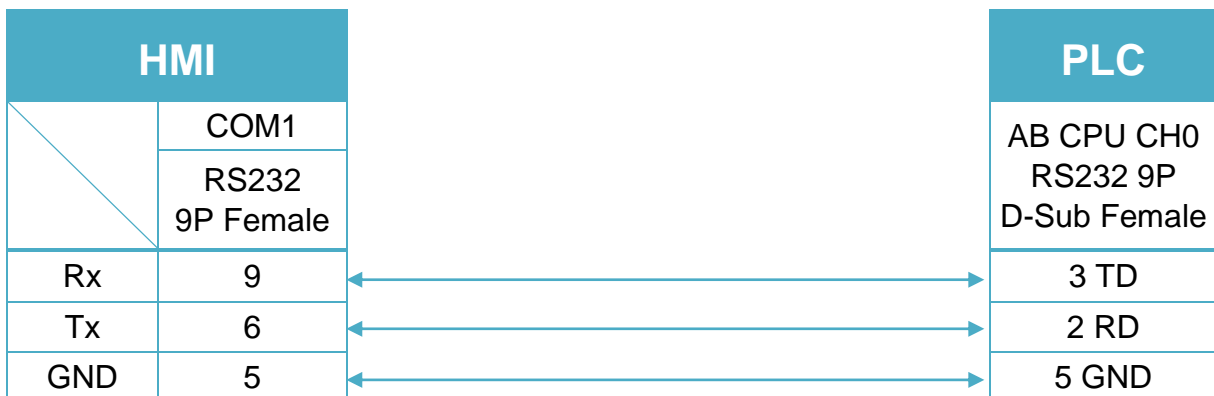 HMI
PLC
COM1
RS232
9P Female
AB CPU CH0
RS232 9P
D-Sub Female
Rx 9 3 TD
Tx 6 2 RD
GND 5 5 GND